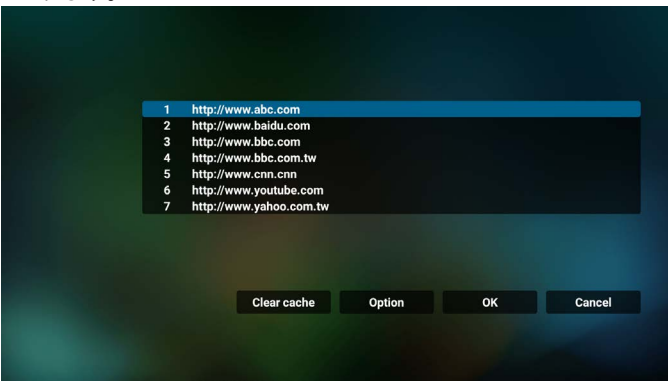 1 http://www.abc.com
2 http://www.baidu.com
3 http://www.bbc.com
4 http://www.bbc.com.tw
5 http://www.cnn.cnn
6 http://www.youtube.com
7 http://www.yahoo.com.tw
Clear cache Option OK Cancel